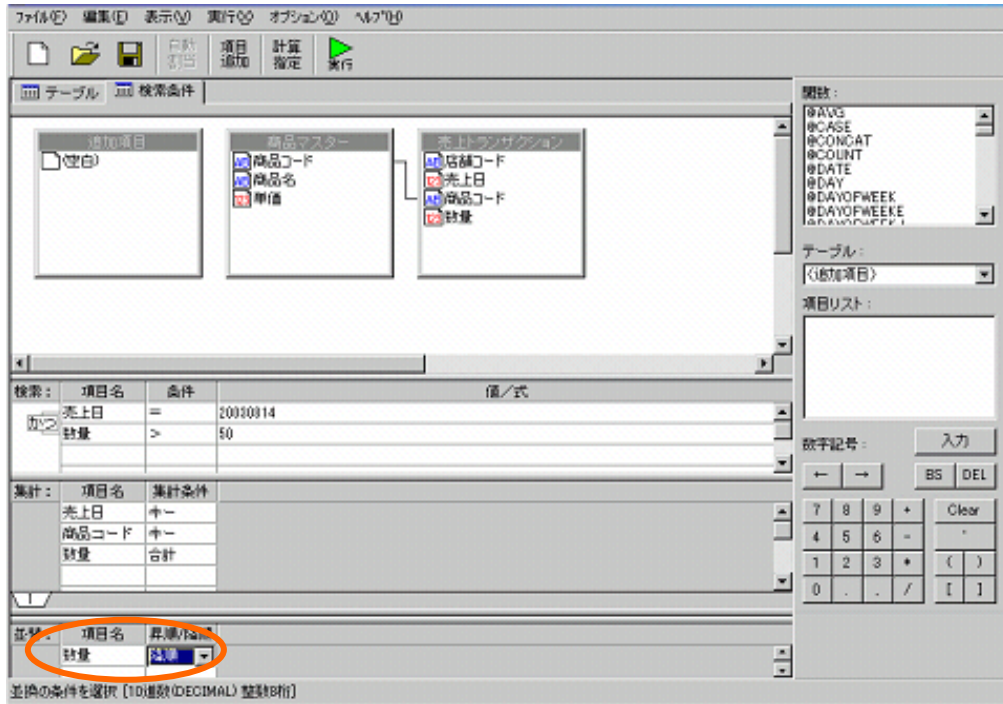 ファイル(F) 編集(E) 表示(V) 実行(X) オプション(O) ヘルプ(H)
自動割当 項目追加 計算指定 実行
テーブル 検索条件
関数：
@AVG
@CASE
@CONCAT
@COUNT
@DATE
@DAY
@DAYOFWEEK
@DAYOFWEEKE
追加項目
(空白)
商品マスター
商品コード
商品名
単価
売上トランザクション
店舗コード
売上日
商品コード
数量
テーブル：
(追加項目)
項目リスト：
検索： 項目名 条件 値／式
かつ
売上日 =
数量 > 50
数字記号： 入力
← → BS DEL
7 8 9 + Clear
4 5 6 -
1 2 3 * ( )
0 . . / [ ]
集計： 項目名 集計条件
売上日 キー
商品コード キー
数量 合計
1
並替： 項目名 昇順/降順
数量 降順
並換の条件を選択 [10進数(DECIMAL) 整数8桁]